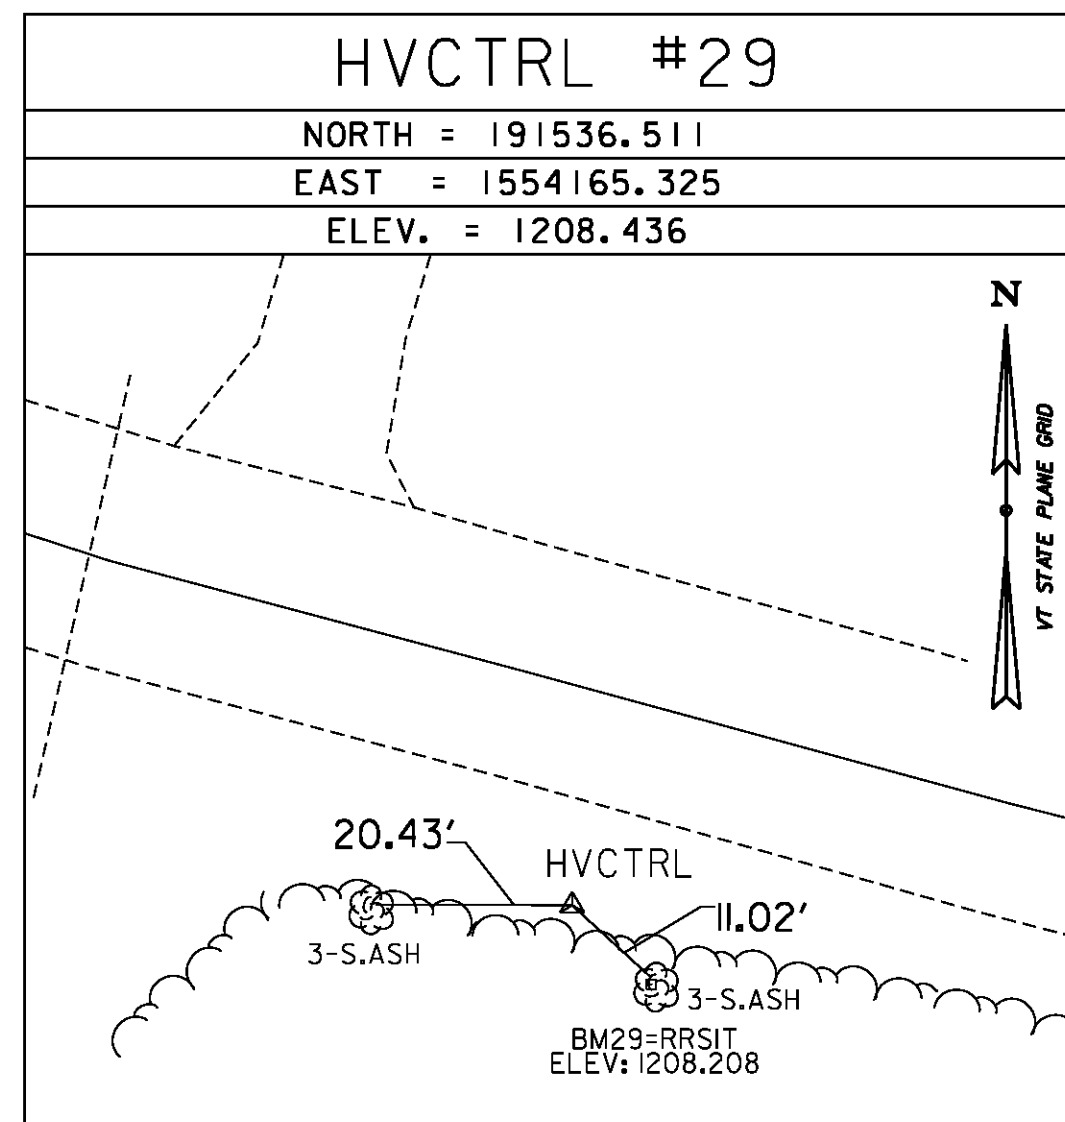 HVCTRL #29
NORTH = 191536.511
EAST = 1554165.325
ELEV. = 1208.436
N
VT STATE PLANE GRID
20.43'
HVCTRL
11.02'
3-S.ASH
3-S.ASH
BM29=RRSIT
ELEV: 1208.208